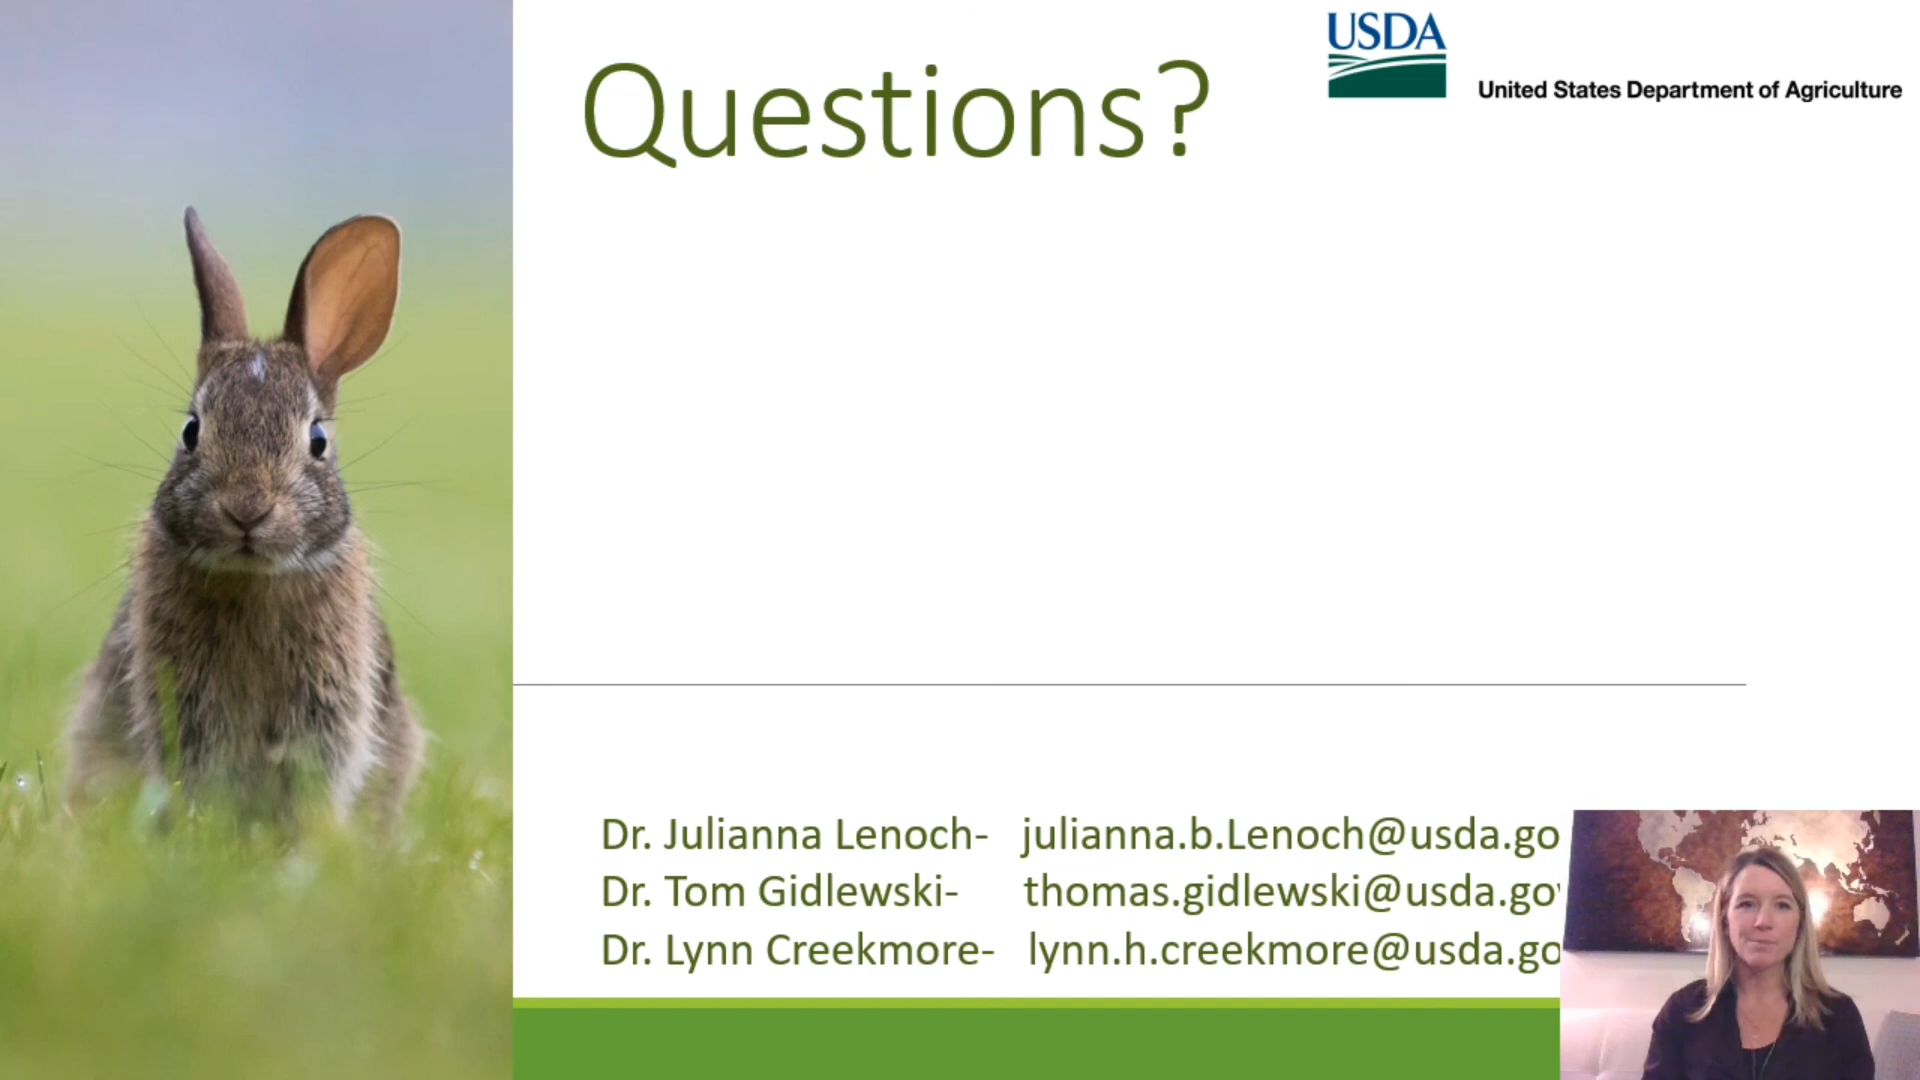 Questions?
USDA
United States Department of Agriculture
Dr. Julianna Lenoch- julianna.b.Lenoch@usda.go
Dr. Tom Gidlewski- thomas.gidlewski@usda.gov
Dr. Lynn Creekmore- lynn.h.creekmore@usda.go